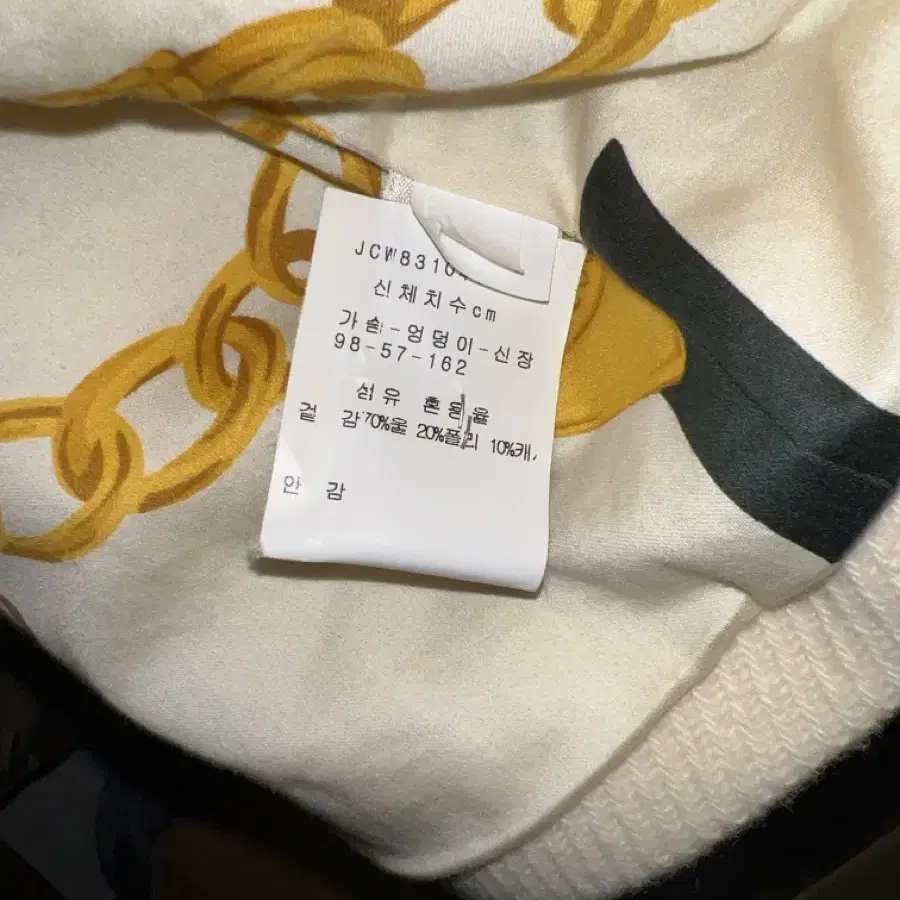 JCW8310
신체치수cm
가슴-엉덩이-신장
98-57-162
섬유 혼용율
겉 감 70%울 20%폴리 10%캐
안 감